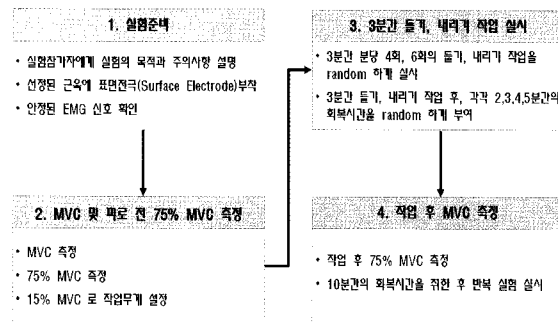 1. 실험준비
• 실험참가자에게 실험의 목적과 주의사항 설명
• 선정된 근육에 표면전극(Surface Electrode)부착
• 안정된 EMG 신호 확인
2. MVC 및 피로 전 75% MVC 측정
• MVC 측정
• 75% MVC 측정
• 15% MVC 로 작업무게 설정
3. 3분간 들기, 내리기 작업 실시
• 3분간 분당 4회, 6회의 들기, 내리기 작업을
random 하게 실시
• 3분간 들기, 내리기 작업 후, 각각 2,3,4,5분간의
회복시간을 random 하게 부여
4. 작업 후 MVC 측정
• 작업 후 75% MVC 측정
• 10분간의 회복시간을 취한 후 반복 실험 실시